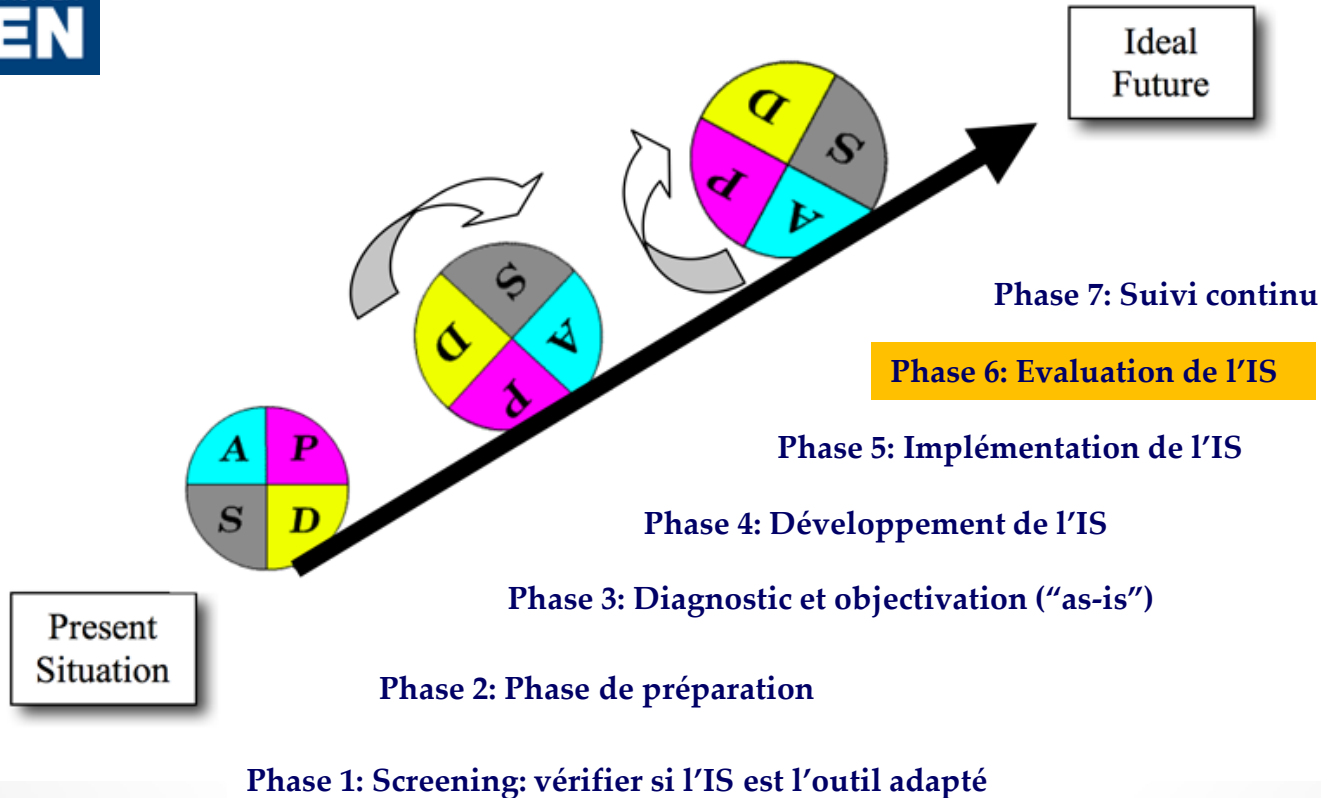 EN
Ideal
Future
D
S
P
A
S
D
A
P
Phase 7: Suivi continu
Phase 6: Evaluation de l’IS
A P
S D
Phase 5: Implémentation de l’IS
Phase 4: Développement de l’IS
Phase 3: Diagnostic et objectivation (“as-is”)
Present
Situation
Phase 2: Phase de préparation
Phase 1: Screening: vérifier si l’IS est l’outil adapté